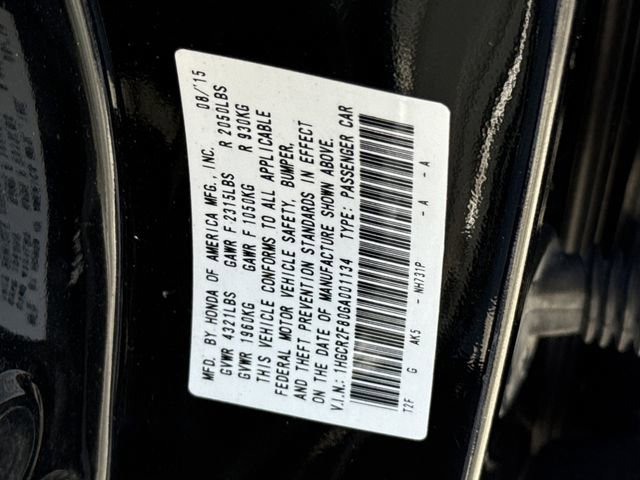 MFD. BY HONDA OF AMERICA MFG., INC. 08/'15
GVWR 4321LBS GAWR F 2315LBS R 2050LBS
GVWR 1960KG GAWR F 1050KG R 930KG
THIS VEHICLE CONFORMS TO ALL APPLICABLE
FEDERAL MOTOR VEHICLE SAFETY, BUMPER,
AND THEFT PREVENTION STANDARDS IN EFFECT
ON THE DATE OF MANUFACTURE SHOWN ABOVE.
V.I.N.: 1HGCR2F80GA001134 TYPE: PASSENGER CAR
T2F G AK5 - NH731P - A - A